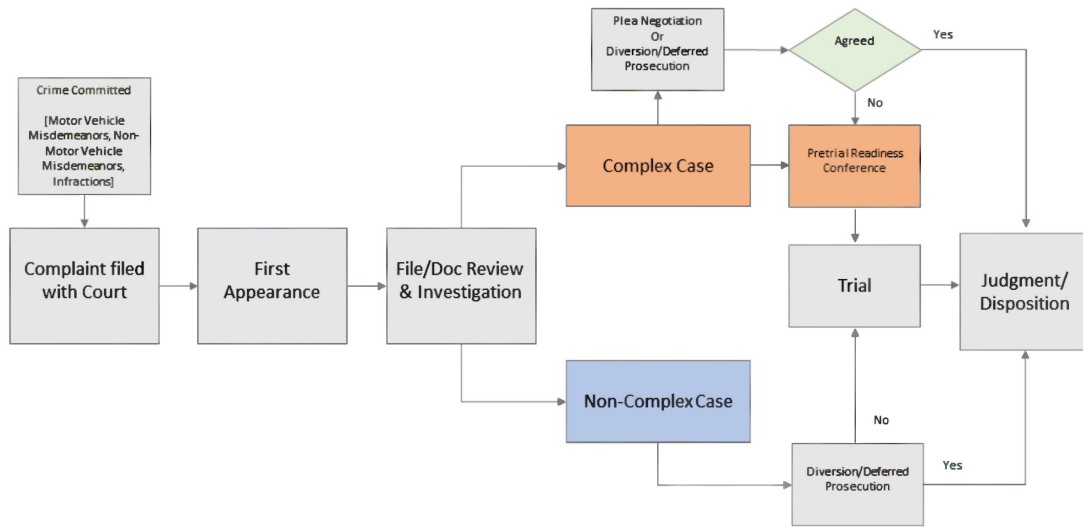 Plea Negotiation
Or
Diversion/Deferred
Prosecution
Agreed
Yes
No
Crime Committed
[Motor Vehicle
Misdemeanors, Non-
Motor Vehicle
Misdemeanors,
Infractions]
Complex Case
Pretrial Readiness
Conference
Complaint filed
with Court
First
Appearance
File/Doc Review
& Investigation
Trial
Judgment/
Disposition
Non-Complex Case
No
Diversion/Deferred
Prosecution
Yes